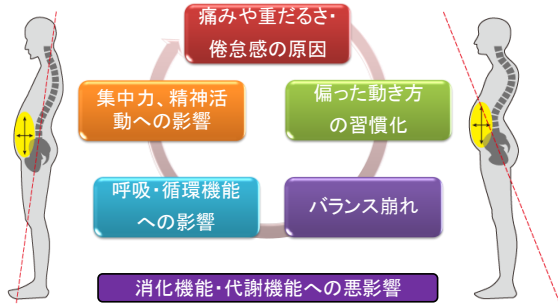 痛みや重だるさ・
倦怠感の原因
集中力、精神活
動への影響
偏った動き方
の習慣化
呼吸・循環機能
への影響
バランス崩れ
消化機能・代謝機能への悪影響